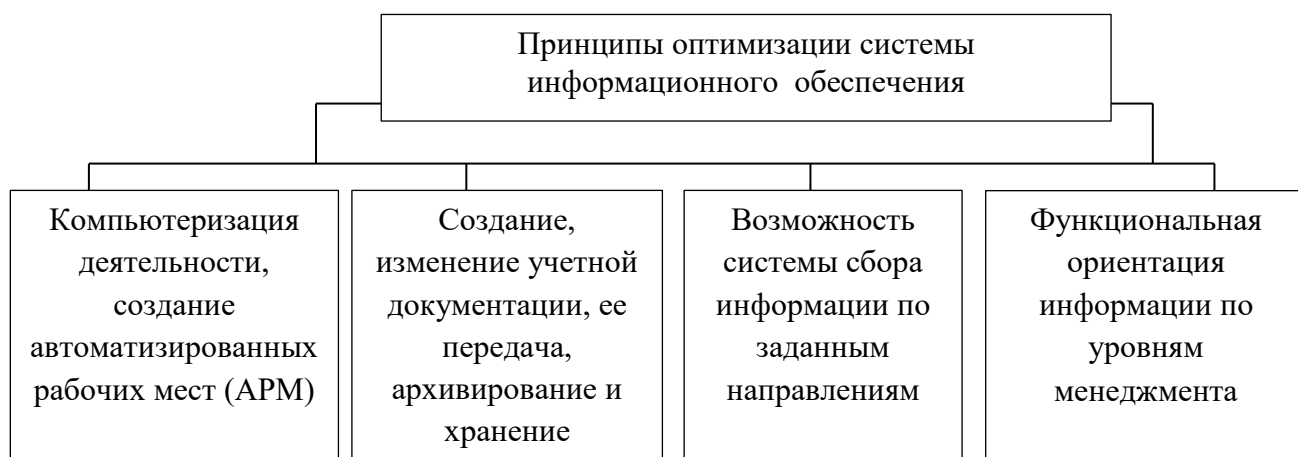 Принципы оптимизации системы
информационного обеспечения
Компьютеризация
деятельности,
создание
автоматизированных
рабочих мест (АРМ)
Создание,
изменение учетной
документации, ее
передача,
архивирование и
хранение
Возможность
системы сбора
информации по
заданным
направлениям
Функциональная
ориентация
информации по
уровням
менеджмента